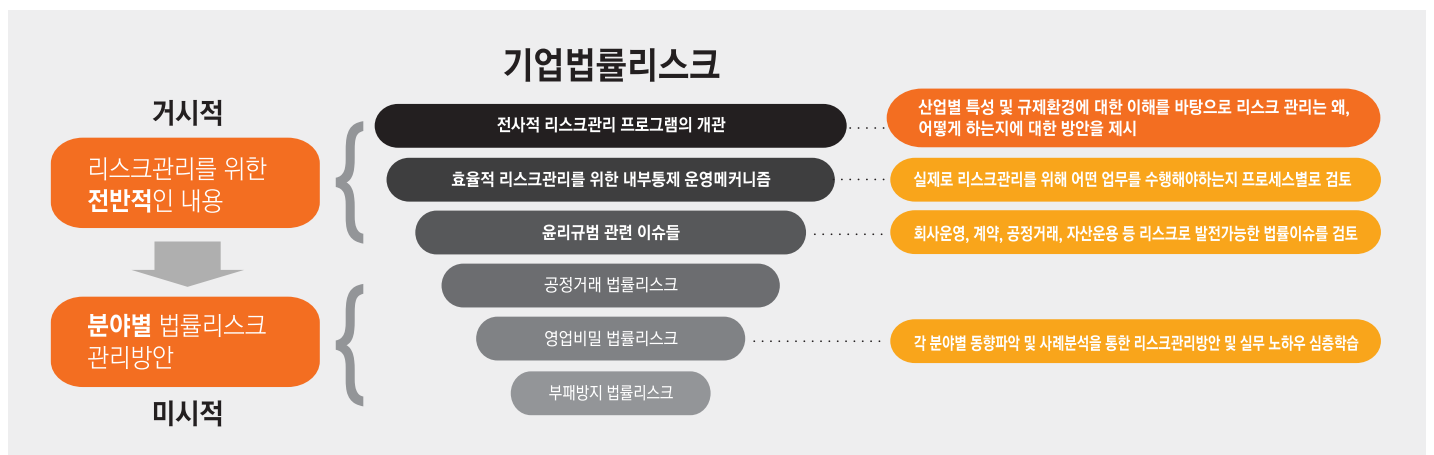 기업법률리스크
거시적
리스크관리를 위한
전반적인 내용
분야별 법률리스크
관리방안
미시적
전사적 리스크관리 프로그램의 개관
산업별 특성 및 규제환경에 대한 이해를 바탕으로 리스크 관리는 왜,
어떻게 하는지에 대한 방안을 제시
효율적 리스크관리를 위한 내부통제 운영메커니즘
실제로 리스크관리를 위해 어떤 업무를 수행해야하는지 프로세스별로 검토
윤리규범 관련 이슈들
회사운영, 계약, 공정거래, 자산운용 등 리스크로 발전가능한 법률이슈를 검토
공정거래 법률리스크
영업비밀 법률리스크
각 분야별 동향파악 및 사례분석을 통한 리스크관리방안 및 실무 노하우 심층학습
부패방지 법률리스크